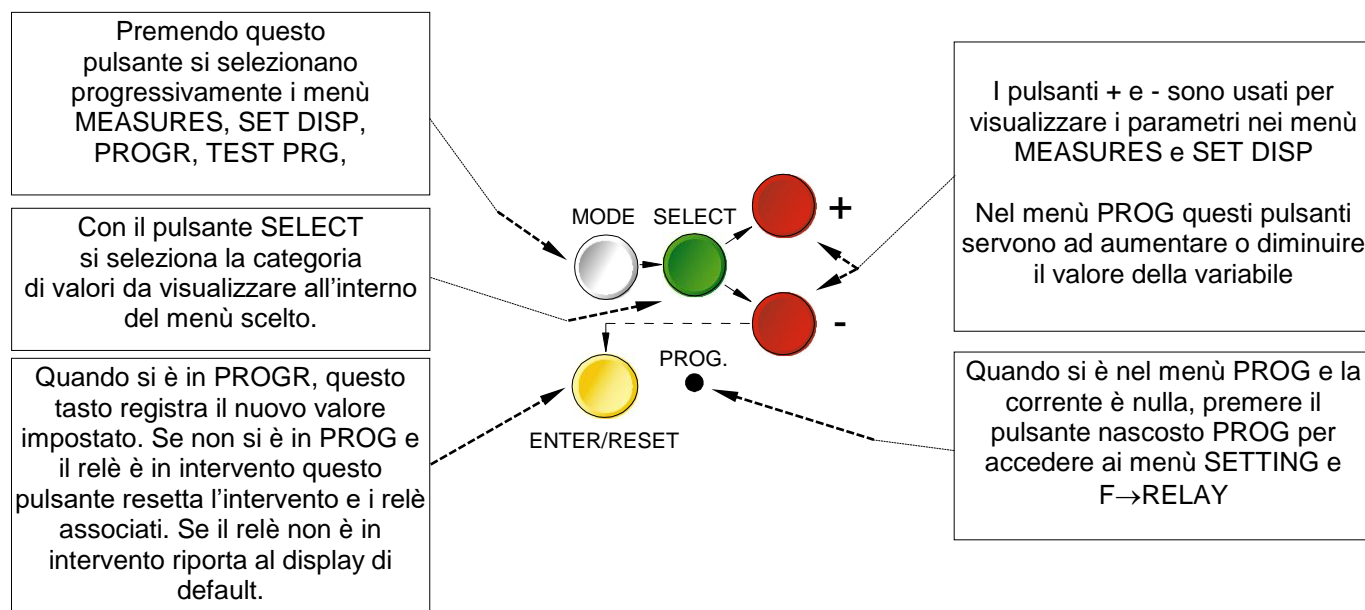 Premendo questo
pulsante si selezionano
progressivamente i menù
MEASURES, SET DISP,
PROGR, TEST PRG,
Con il pulsante SELECT
si seleziona la categoria
di valori da visualizzare all’interno
del menù scelto.
Quando si è in PROGR, questo
tasto registra il nuovo valore
impostato. Se non si è in PROG e
il relè è in intervento questo
pulsante resetta l’intervento e i relè
associati. Se il relè non è in
intervento riporta al display di
default.
MODE
SELECT
+
-
PROG.
ENTER/RESET
I pulsanti + e - sono usati per
visualizzare i parametri nei menù
MEASURES e SET DISP
Nel menù PROG questi pulsanti
servono ad aumentare o diminuire
il valore della variabile
Quando si è nel menù PROG e la
corrente è nulla, premere il
pulsante nascosto PROG per
accedere ai menù SETTING e
F→RELAY